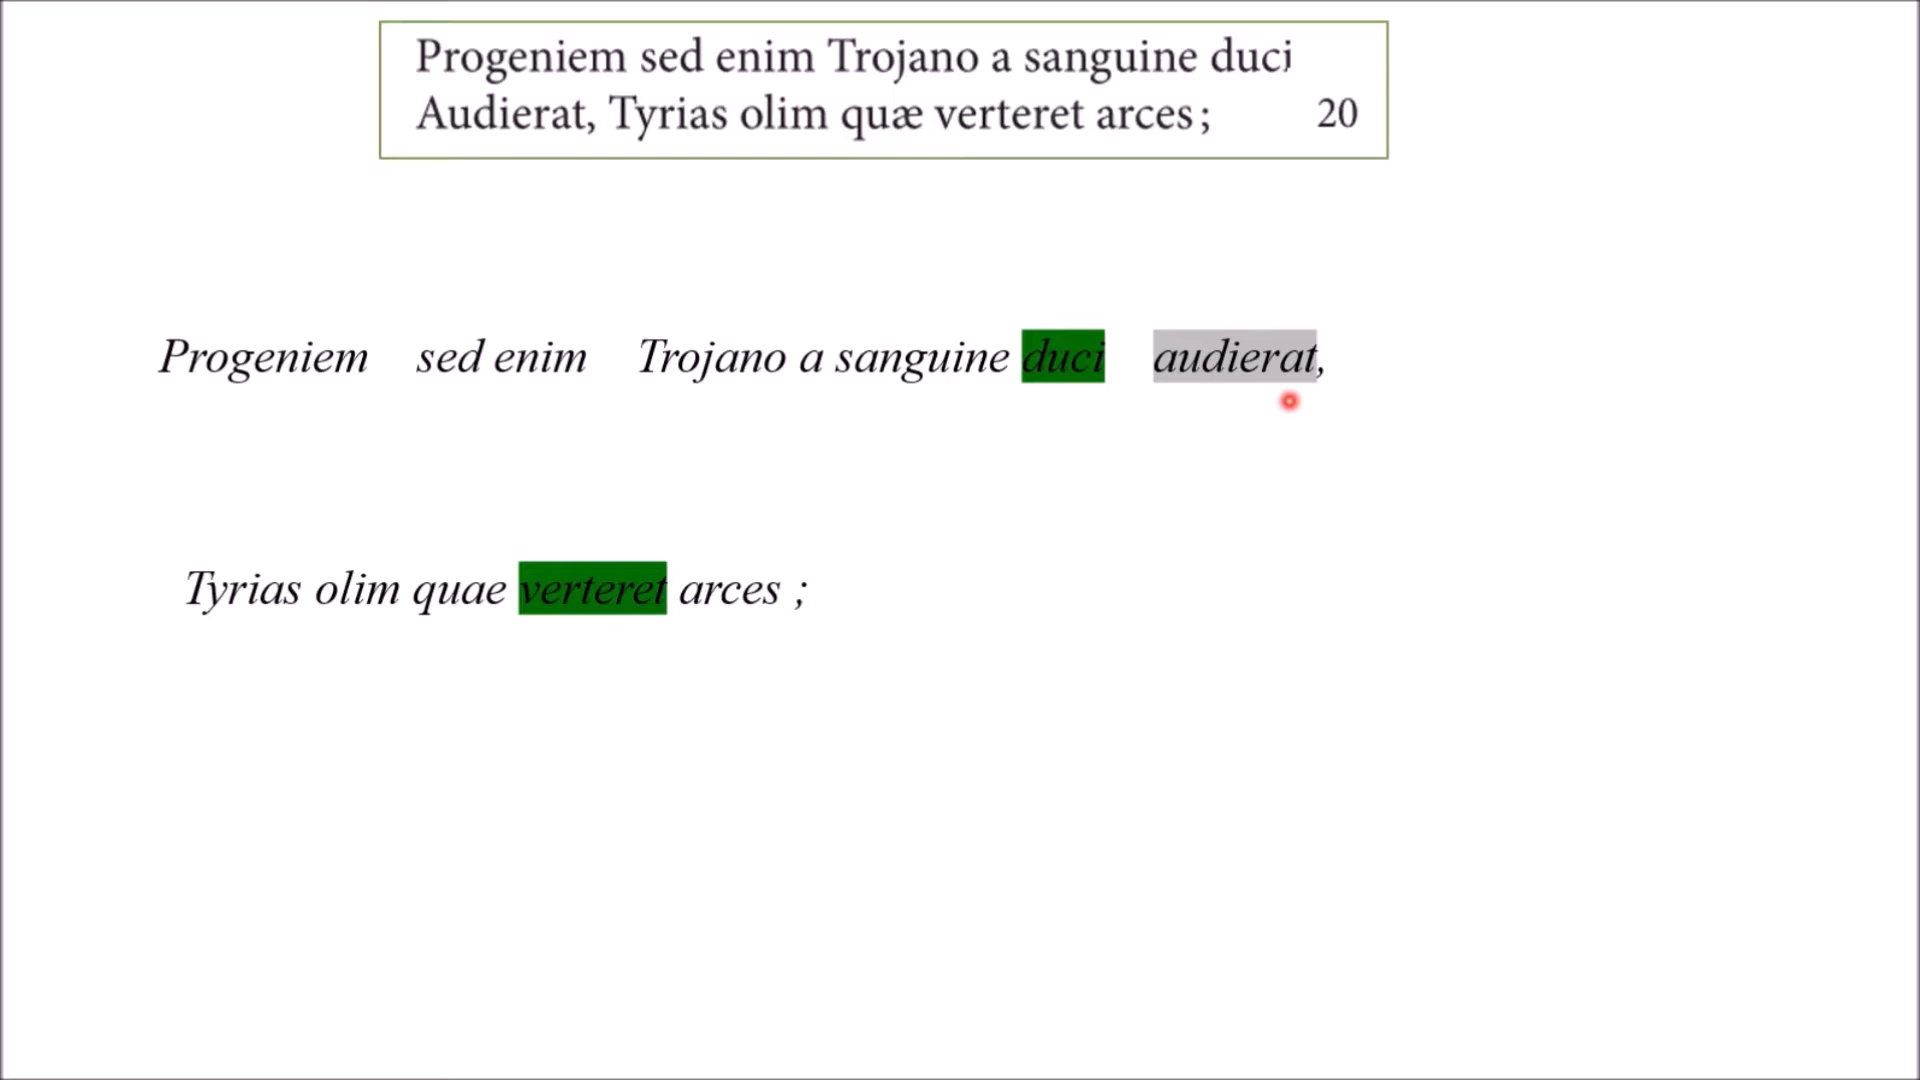 Progeniem sed enim Trojano a sanguine duci
Audierat, Tyrias olim quæ verteret arces; 20
Progeniem sed enim Trojano a sanguine duci audierat,
Tyrias olim quae verteret arces ;